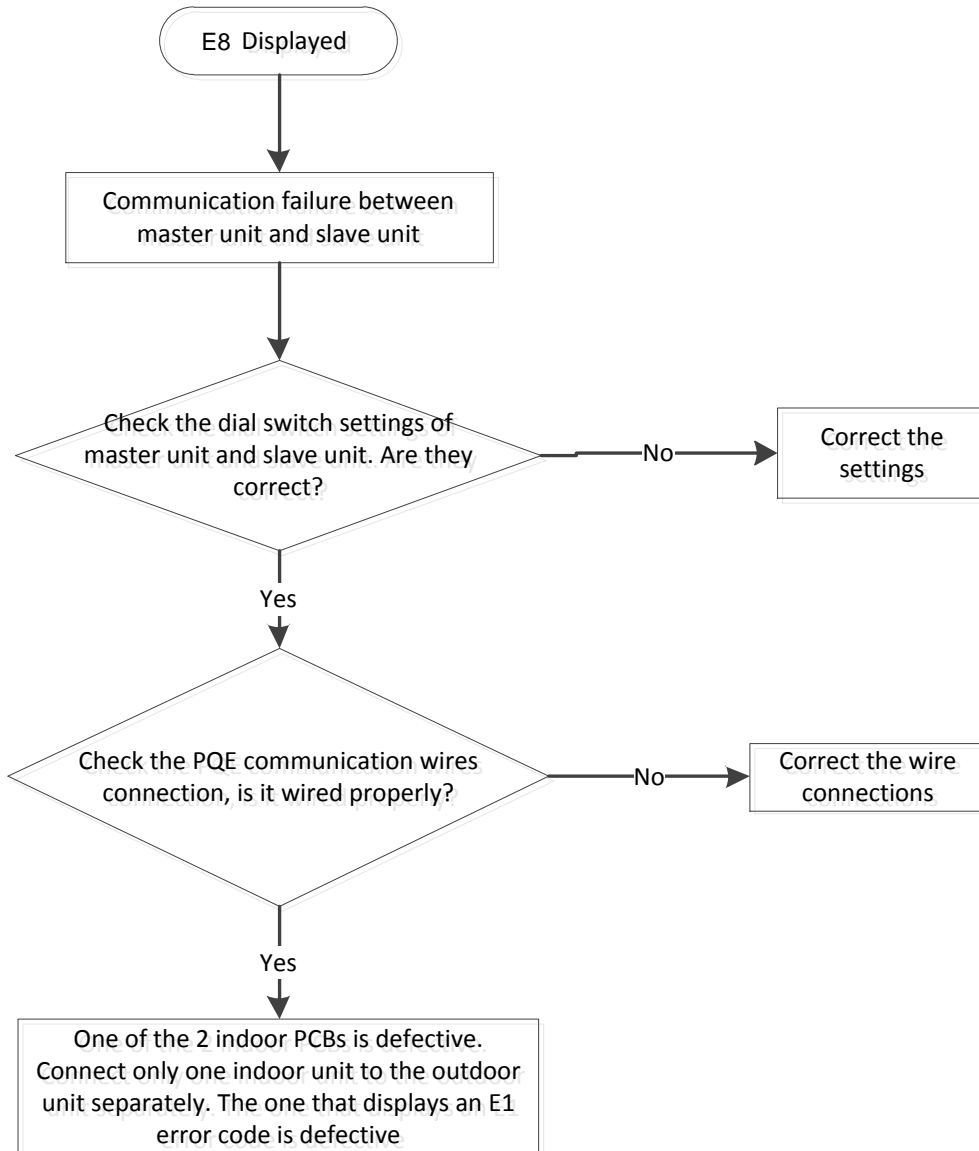 E8 Displayed
Communication failure between
master unit and slave unit
Check the dial switch settings of
master unit and slave unit. Are they
correct?
No
Correct the
settings
Yes
Check the PQE communication wires
connection, is it wired properly?
No
Correct the wire
connections
Yes
One of the 2 indoor PCBs is defective.
Connect only one indoor unit to the outdoor
unit separately. The one that displays an E1
error code is defective